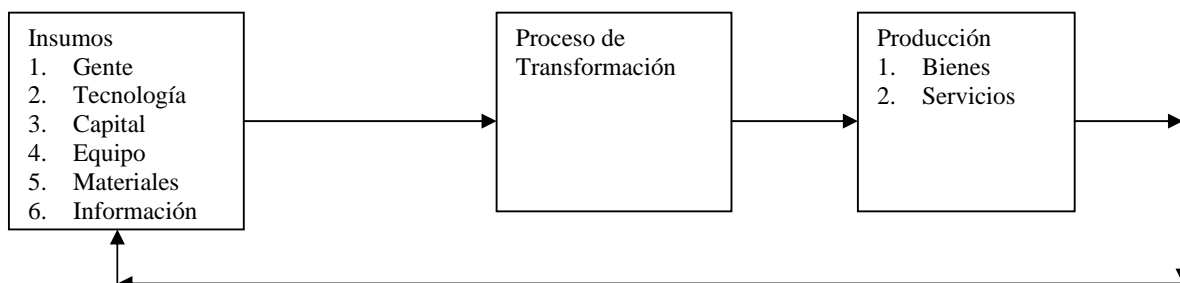 Insumos
1. Gente
2. Tecnología
3. Capital
4. Equipo
5. Materiales
6. Información
Proceso de
Transformación
Producción
1. Bienes
2. Servicios